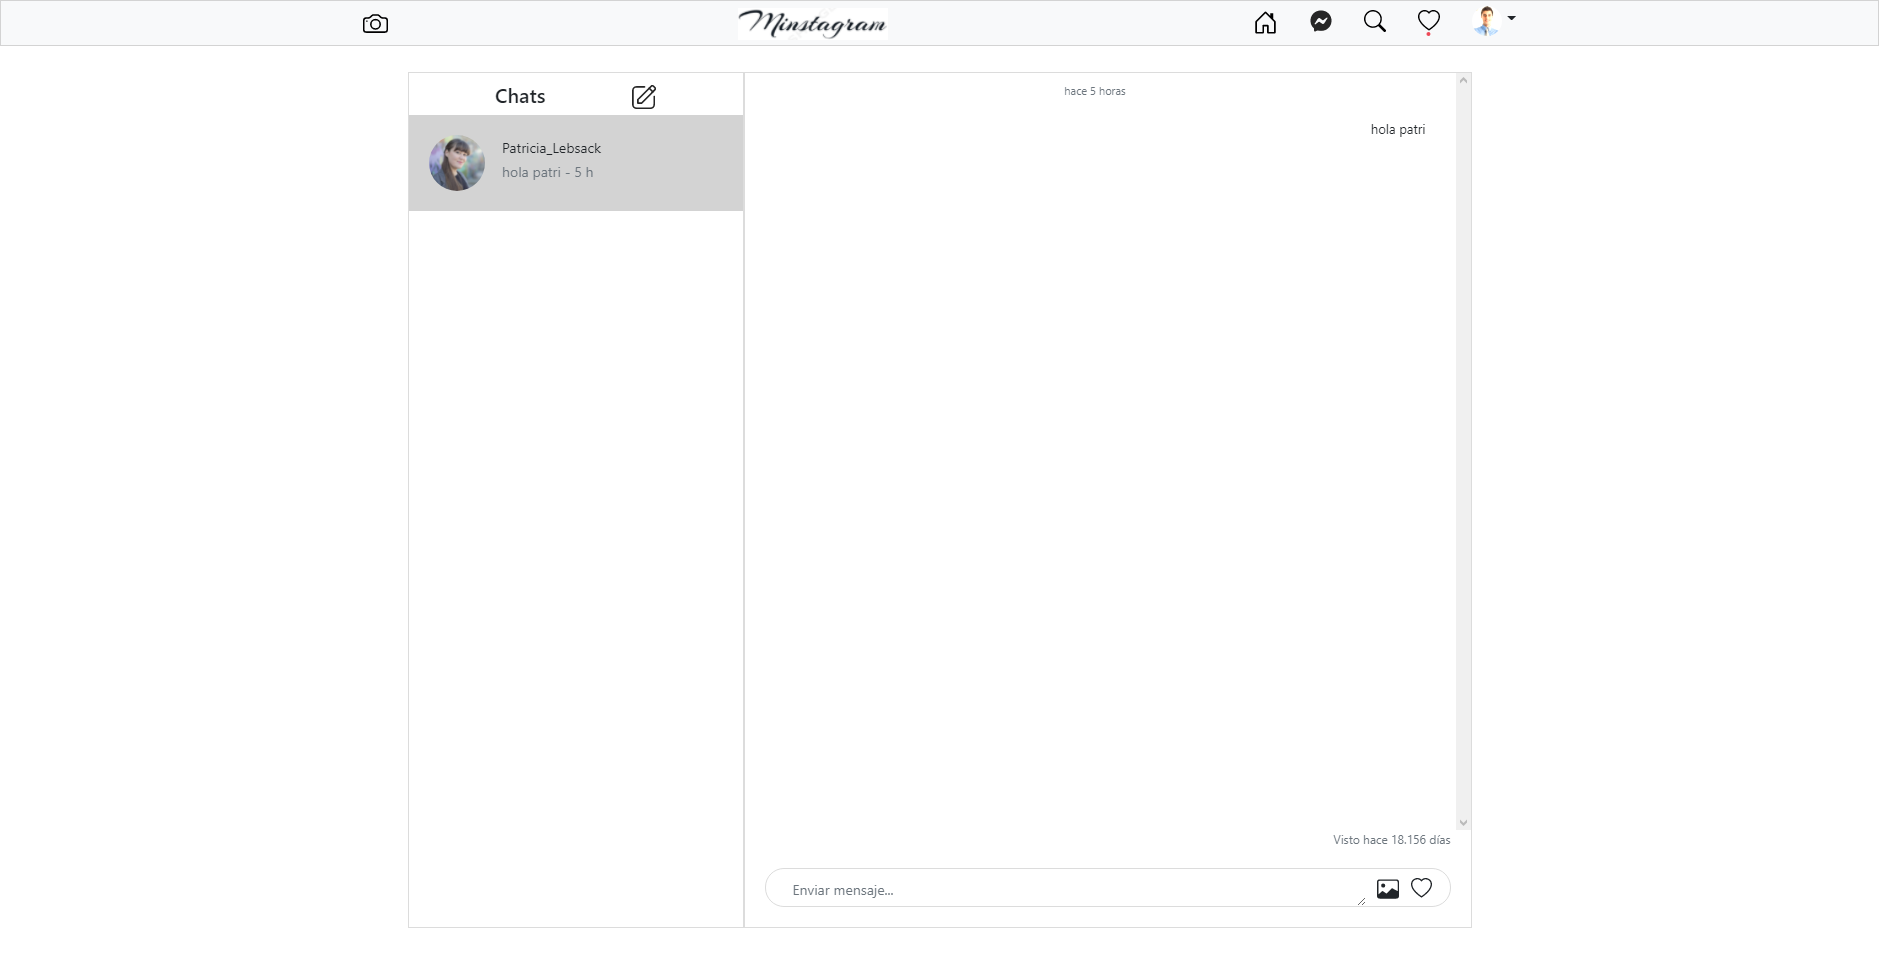 Minstagram
Chats
Patricia_Lebsack
hola patri - 5 h
hace 5 horas
hola patri
Visto hace 18.156 días
Enviar mensaje...